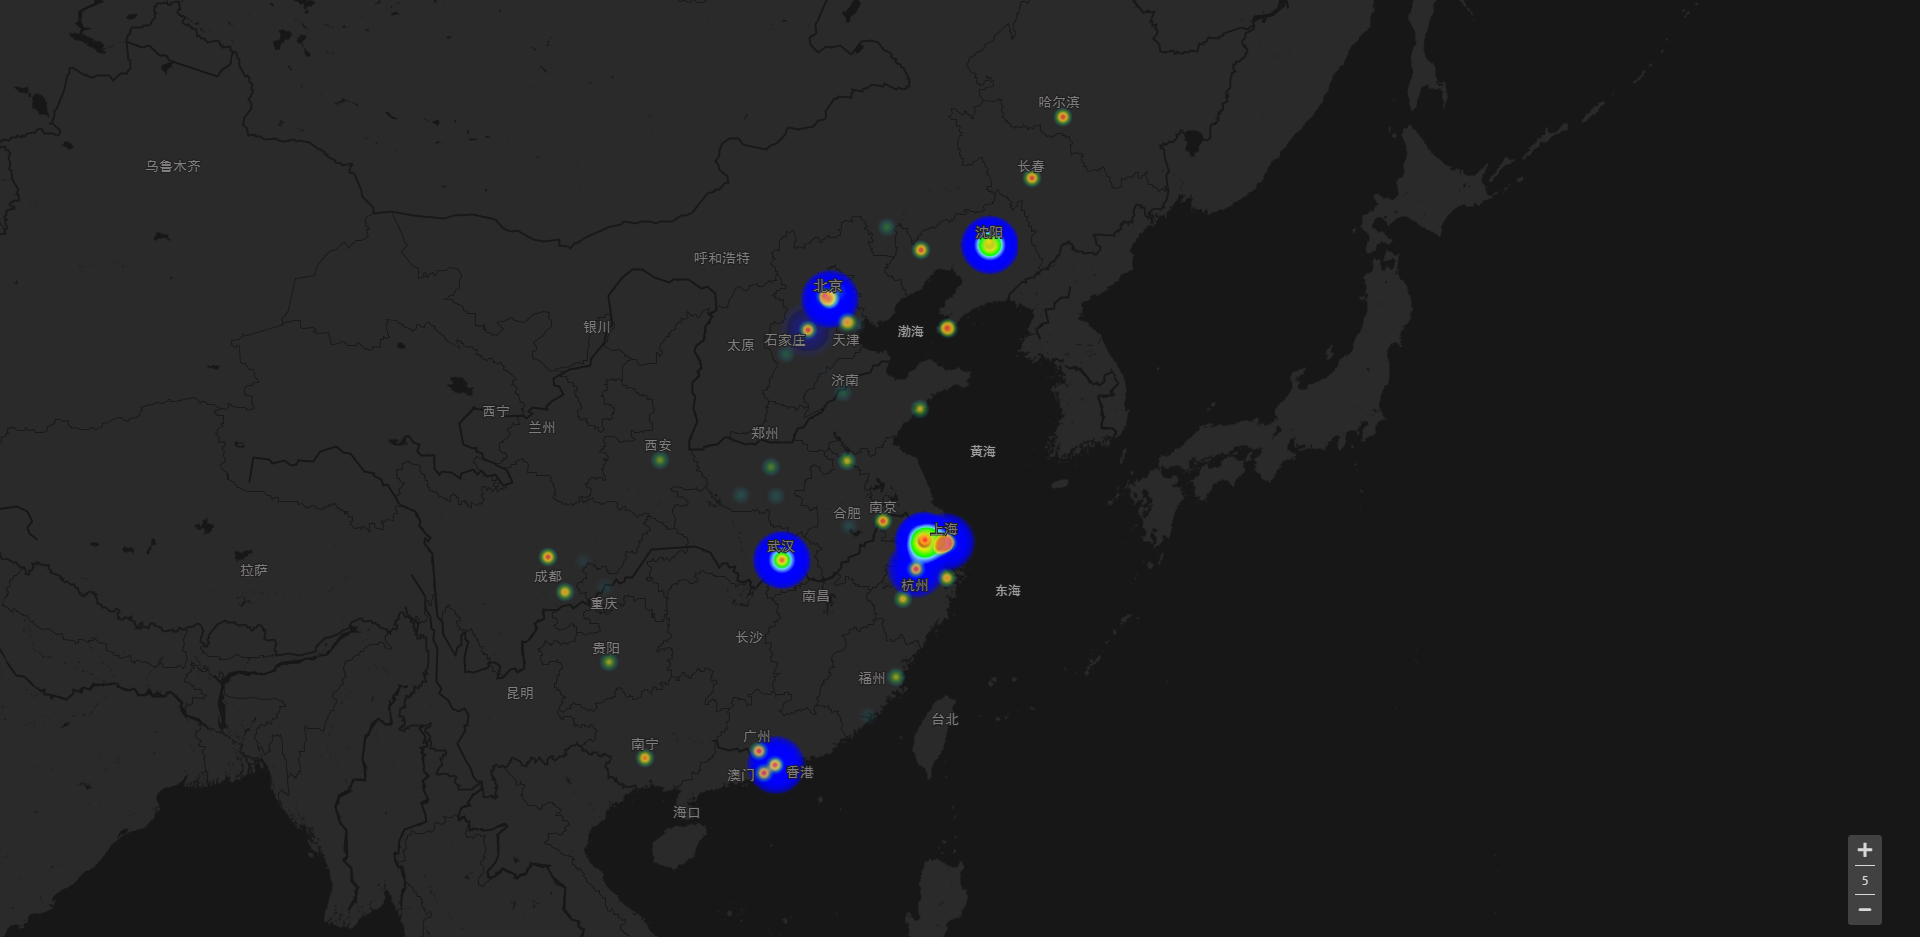 哈尔滨
长春
乌鲁木齐
沈阳
呼和浩特
北京
银川
渤海
石家庄
天津
太原
济南
西宁
兰州
郑州
西安
黄海
南京
合肥
上海
武汉
拉萨
成都
杭州
东海
南昌
重庆
长沙
贵阳
福州
昆明
台北
广州
南宁
香港
澳门
海口
+
5
−